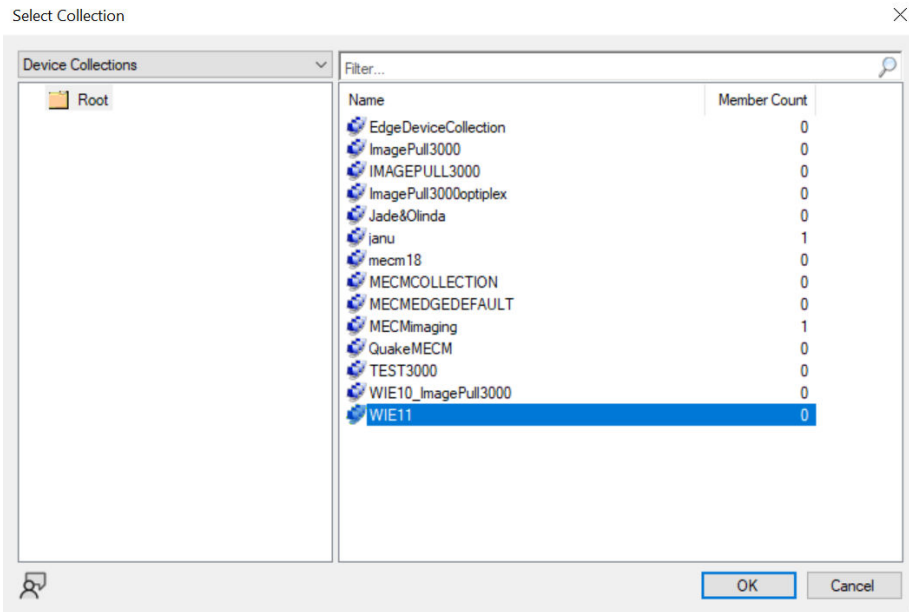 Select Collection
Device Collections
Filter...
Root
Name Member Count
EdgeDeviceCollection 0
ImagePull3000 0
IMAGEPULL3000 0
ImagePull3000optiplex 0
Jade&Olinda 0
janu 1
mecm18 0
MECMCOLLECTION 0
MECMEDGEDEFAULT 0
MECMimaging 1
QuakeMECM 0
TEST3000 0
WIE10_ImagePull3000 0
WIE11 0
OK Cancel